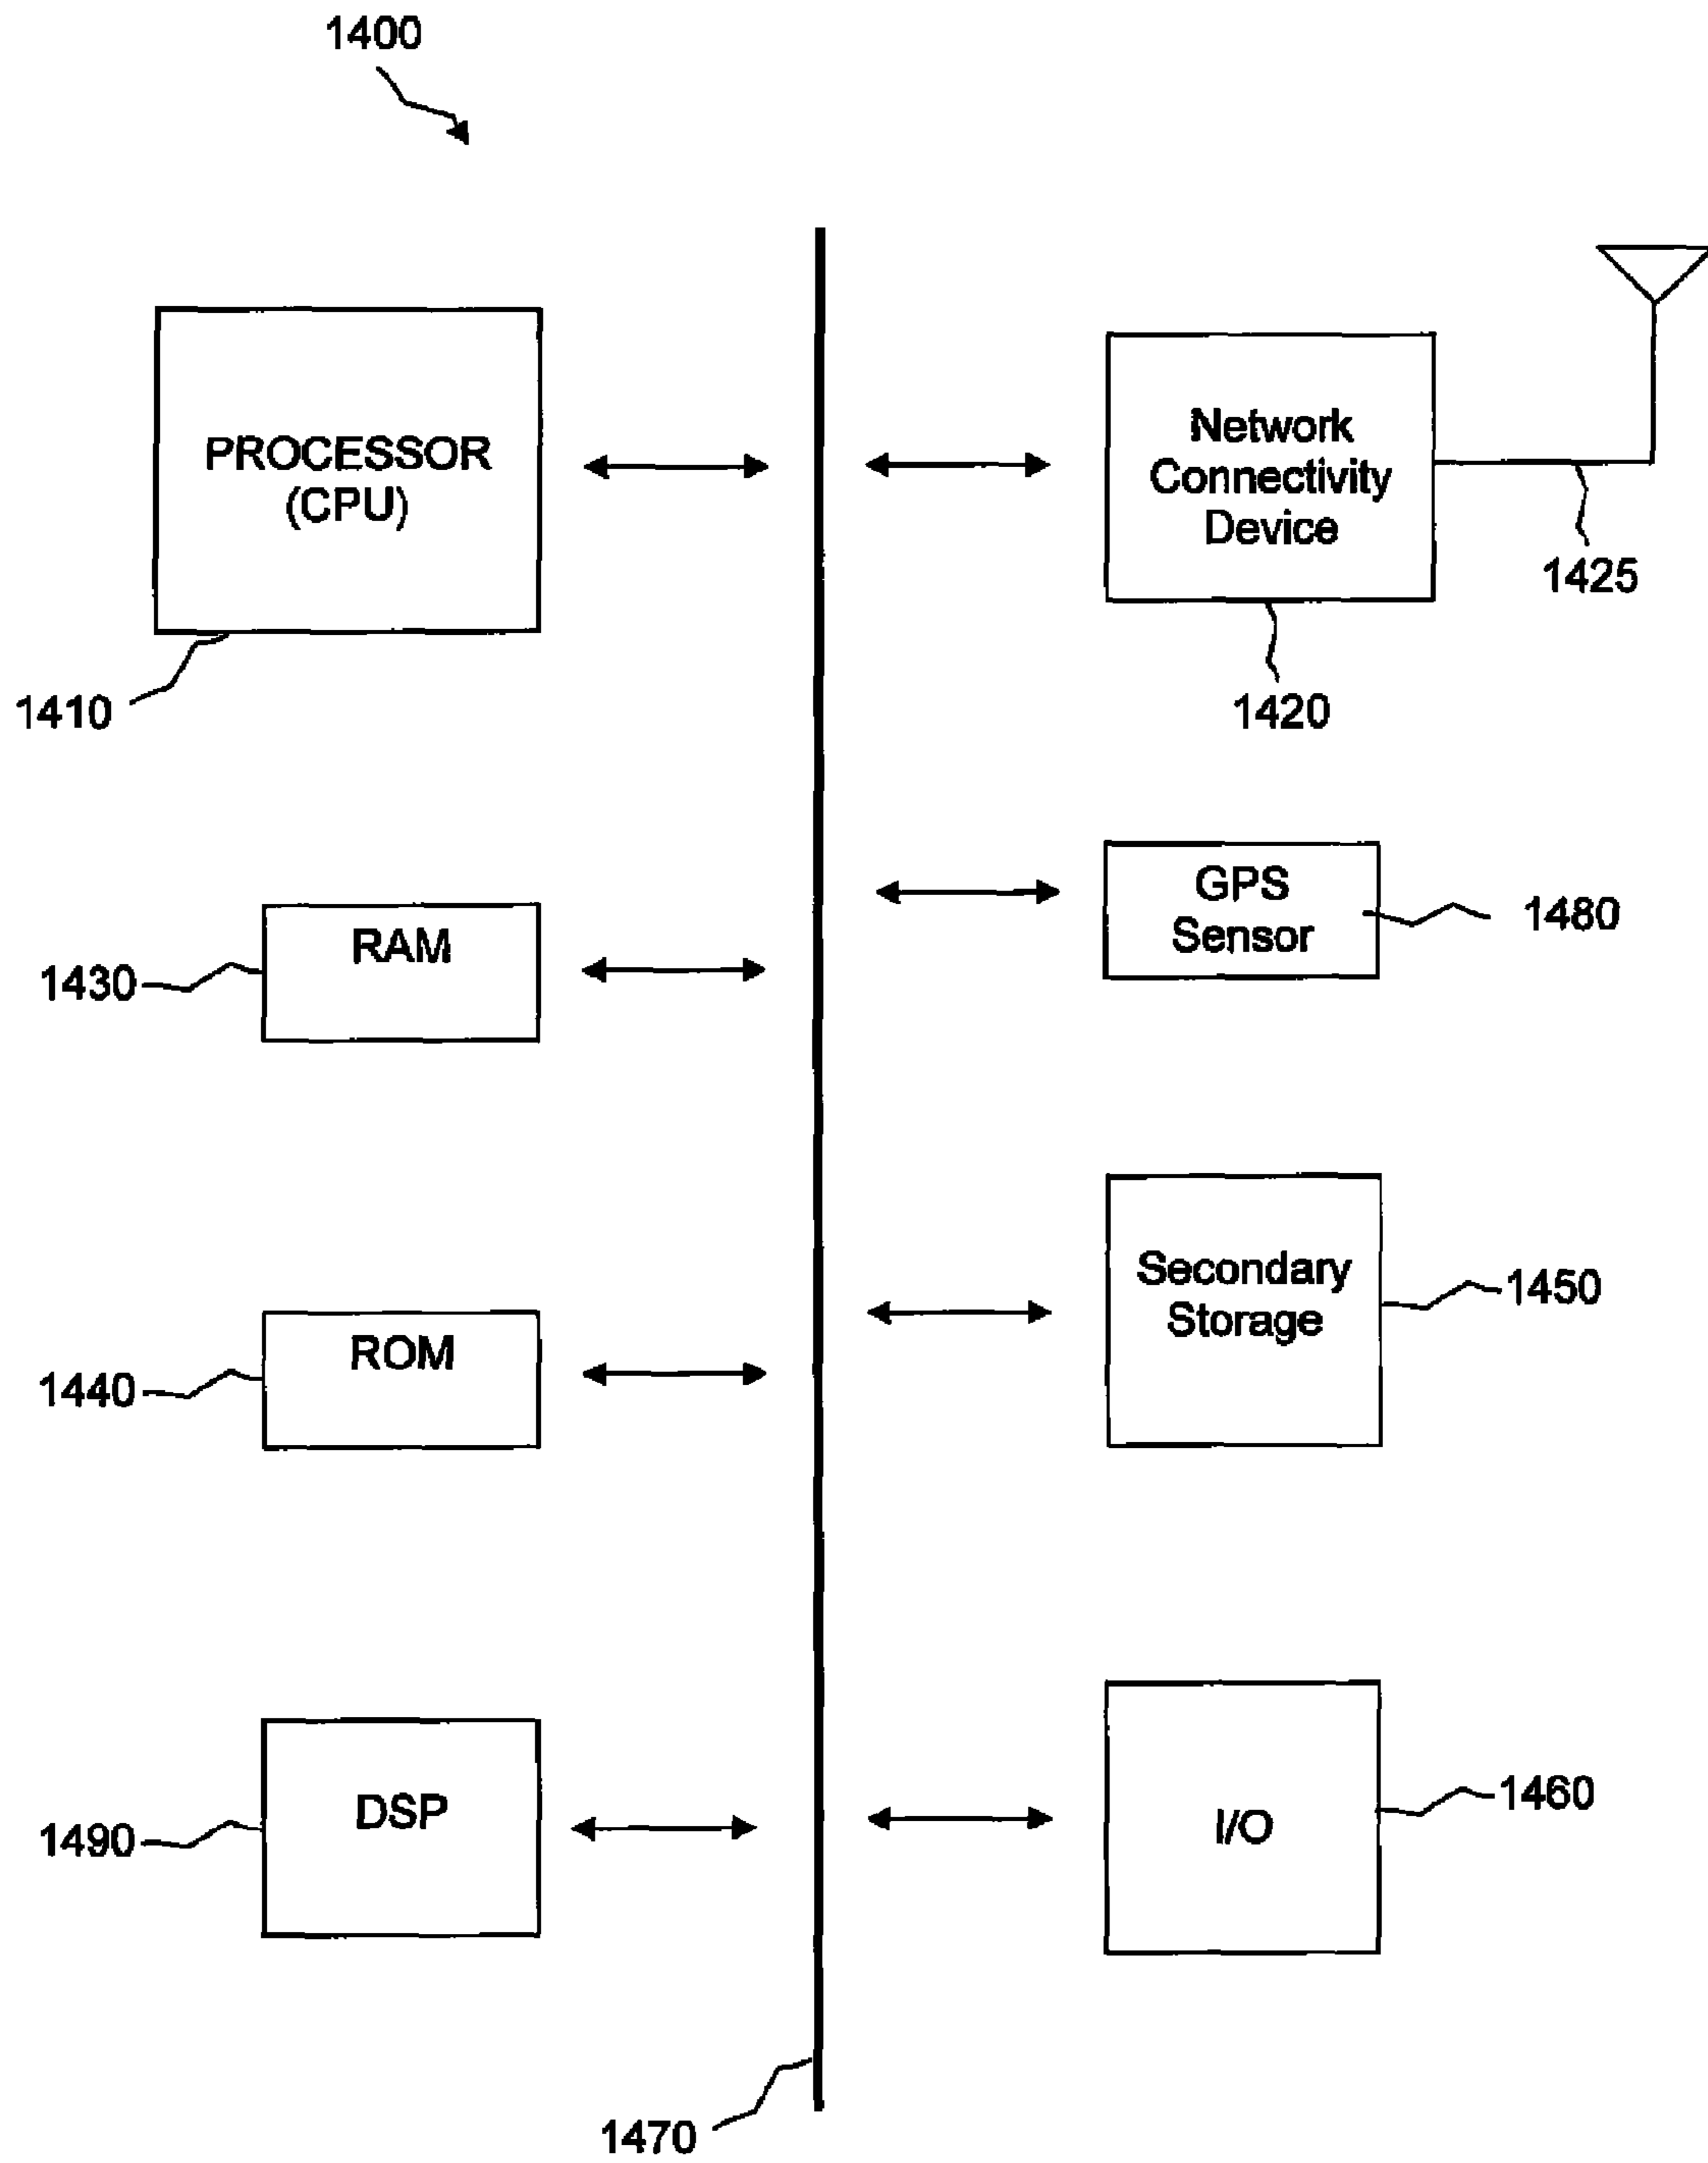 1400
PROCESSOR
(CPU)
1410
Network
Connectivity
Device
1425
1420
GPS
Sensor
1480
RAM
1430
Secondary
Storage
1450
ROM
1440
DSP
1490
I/O
1460
1470